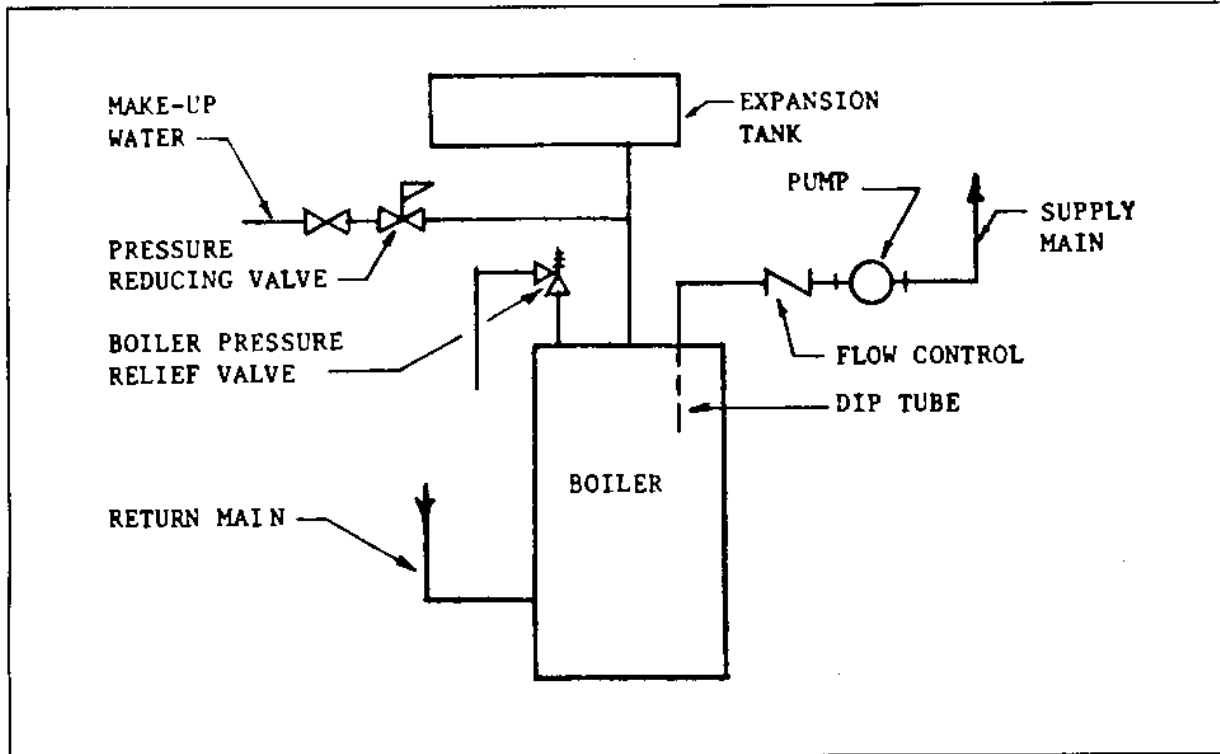 MAKE-UP
WATER
EXPANSION
TANK
PUMP
SUPPLY
MAIN
PRESSURE
REDUCING VALVE
BOILER PRESSURE
RELIEF VALVE
FLOW CONTROL
DIP TUBE
BOILER
RETURN MAIN